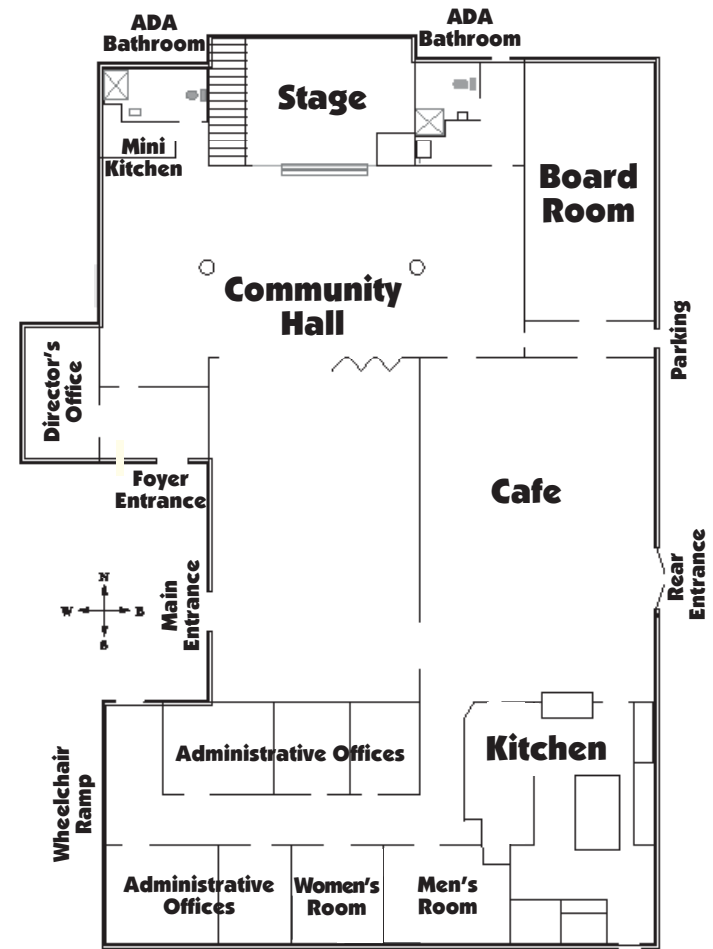 ADA
Bathroom
ADA
Bathroom
Stage
Mini
Kitchen
Board
Room
Community
Hall
Parking
Director's
Office
Foyer
Entrance
Cafe
Main
Entrance
Rear
Entrance
N
W
E
S
Administrative Offices
Kitchen
Wheelchair
Ramp
Administrative
Offices
Women's
Room
Men's
Room